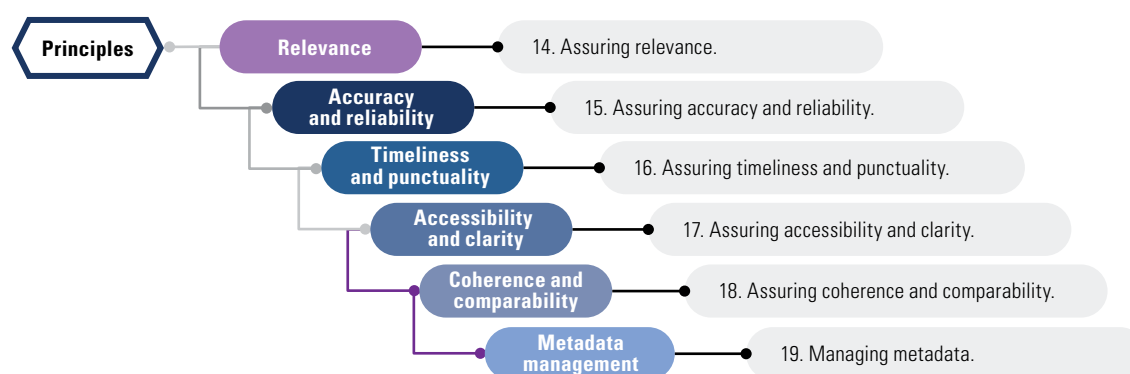 Principles
Relevance
14. Assuring relevance.
Accuracy
and reliability
15. Assuring accuracy and reliability.
Timeliness
and punctuality
16. Assuring timeliness and punctuality.
Accessibility
and clarity
17. Assuring accessibility and clarity.
Coherence and
comparability
18. Assuring coherence and comparability.
Metadata
management
19. Managing metadata.